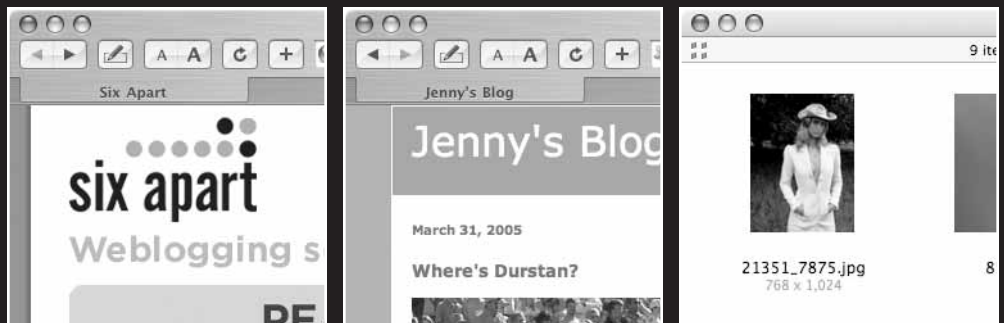 A A
Six Apart
six apart
Weblogging
A A
Jenny's Blog
Jenny's Blog
March 31, 2005
Where's Durstan?
9
21351_7875.jpg
768 x 1,024
8